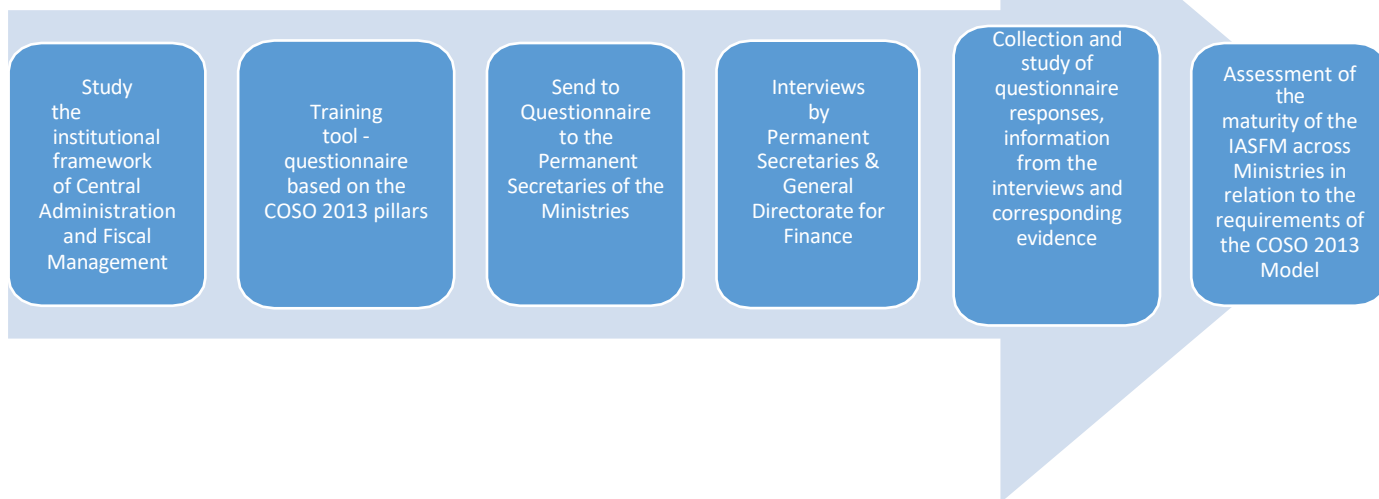 Study
the
institutional
framework
of Central
Administration
and Fiscal
Management
Training
tool -
questionnaire
based on the
COSO 2013 pillars
Send to
Questionnaire
to the
Permanent
Secretaries of the
Ministries
Interviews
by
Permanent
Secretaries &
General
Directorate for
Finance
Collection and
study of
questionnaire
responses,
information
from the
interviews and
corresponding
evidence
Assessment of
the
maturity of the
IASFM across
Ministries in
relation to the
requirements of
the COSO 2013
Model